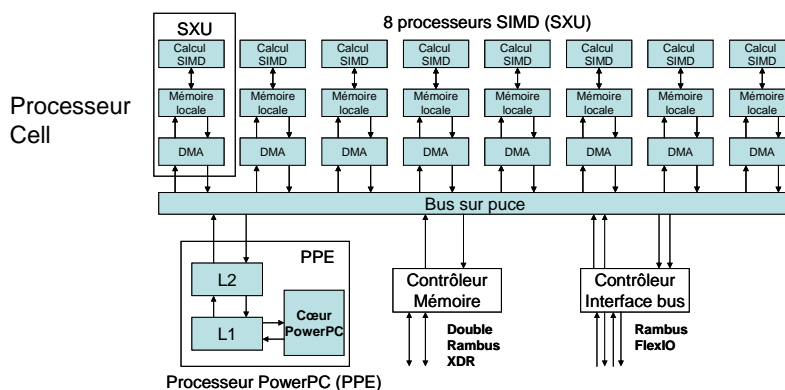 SXU
8 processeurs SIMD (SXU)
Calcul SIMD
Calcul SIMD
Calcul SIMD
Calcul SIMD
Calcul SIMD
Calcul SIMD
Calcul SIMD
Calcul SIMD
Processeur
Cell
Mémoire locale
Mémoire locale
Mémoire locale
Mémoire locale
Mémoire locale
Mémoire locale
Mémoire locale
Mémoire locale
DMA
DMA
DMA
DMA
DMA
DMA
DMA
DMA
Bus sur puce
PPE
L2
L1
Cœur
PowerPC
Contrôleur
Mémoire
Double
Rambus
XDR
Contrôleur
Interface bus
Rambus
FlexIO
Processeur PowerPC (PPE)